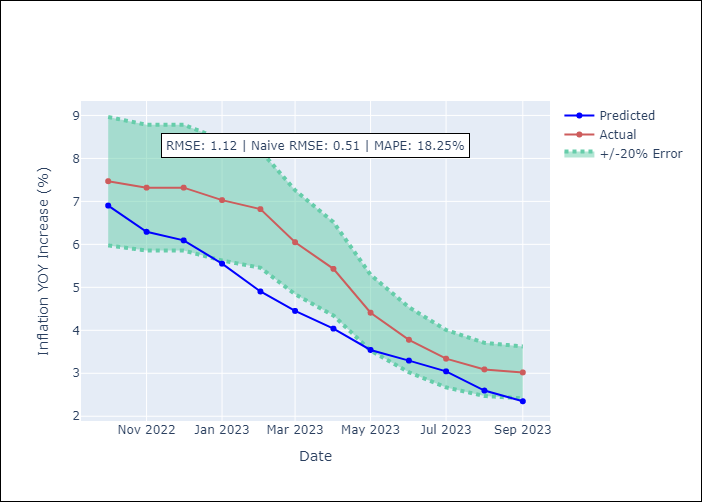 RMSE: 1.12 | Naive RMSE: 0.51 | MAPE: 18.25%
Predicted
Actual
+/-20% Error
Inflation YOY Increase (%)
9
8
7
6
5
4
3
2
Nov 2022 Jan 2023 Mar 2023 May 2023 Jul 2023 Sep 2023
Date